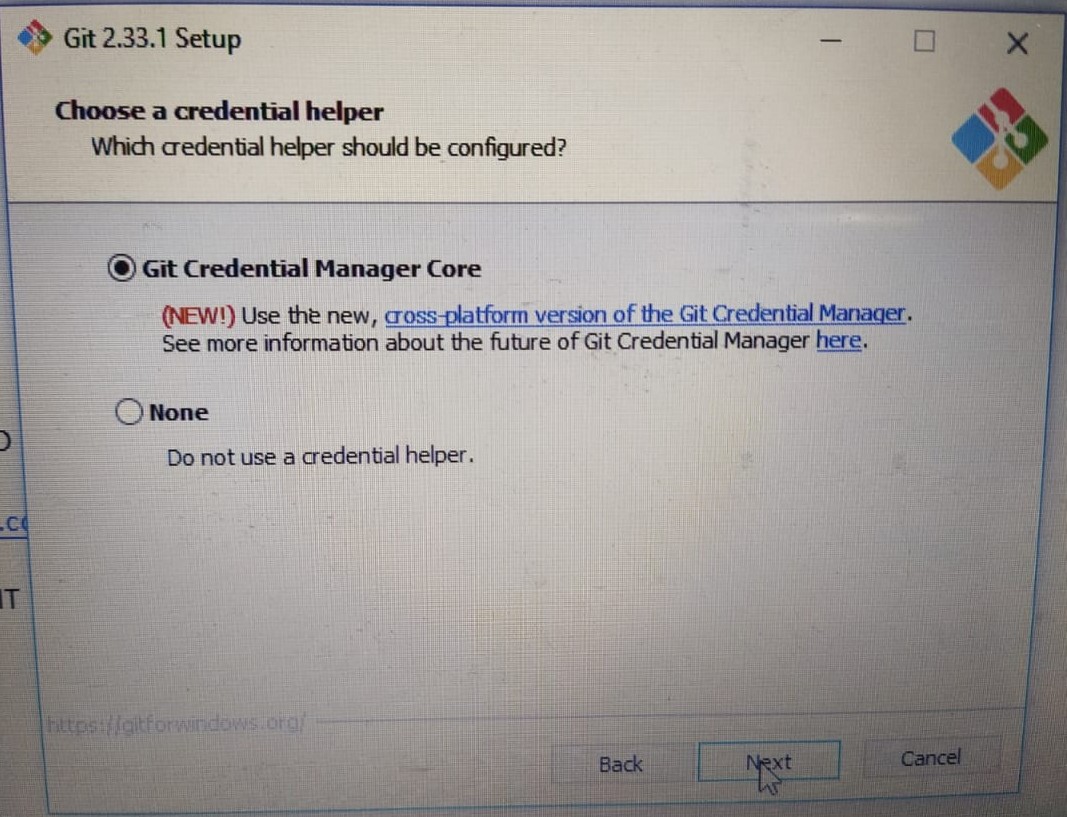 Git 2.33.1 Setup
Choose a credential helper
Which credential helper should be configured?
Git Credential Manager Core
(NEW!) Use the new, cross-platform version of the Git Credential Manager.
See more information about the future of Git Credential Manager here.
None
Do not use a credential helper.
https://gitforwindows.org/
Back Next Cancel